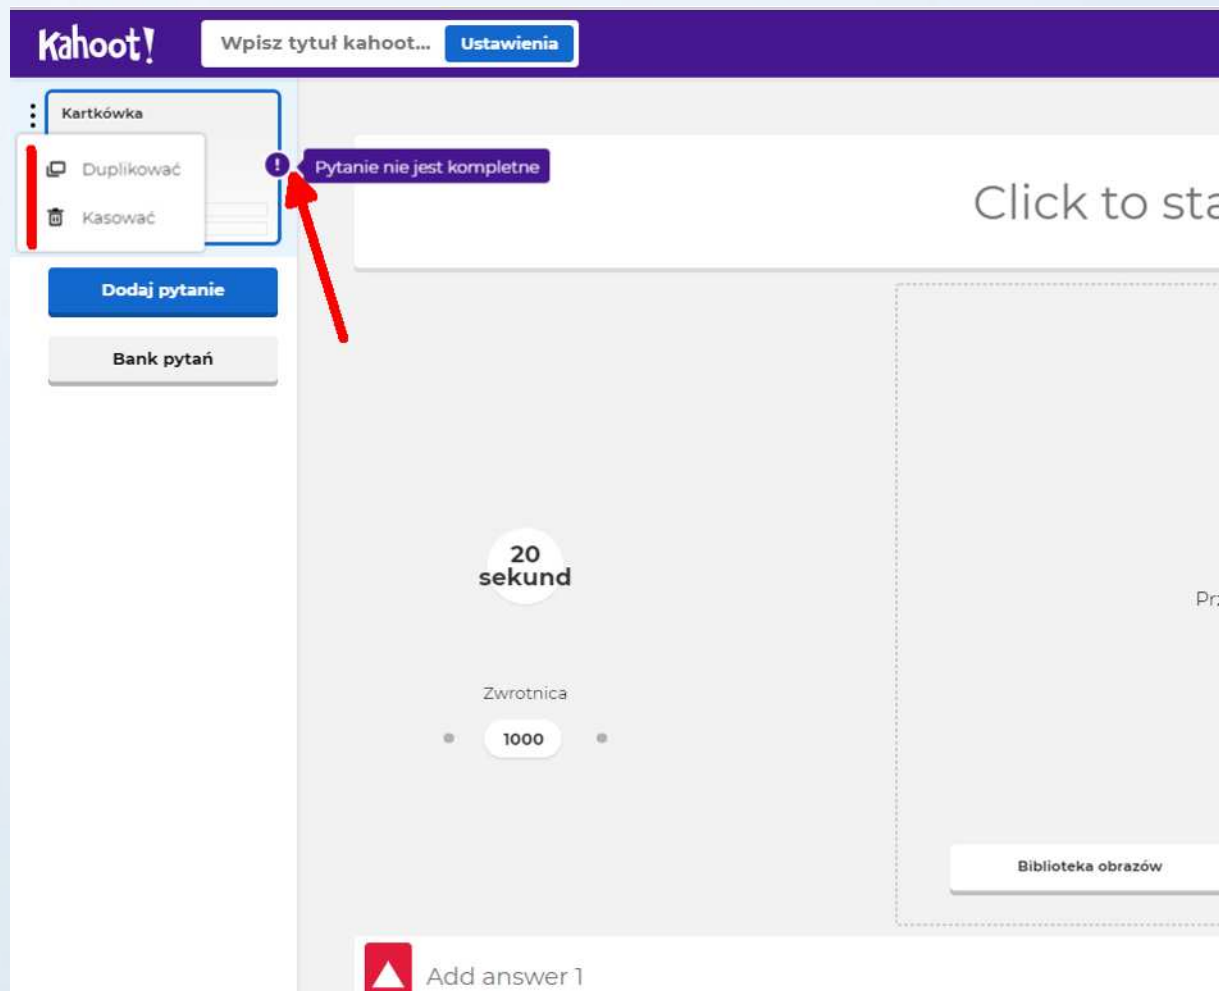 Kahoot!
Wpisz tytuł kahoot...
Ustawienia
Kartkówka
Duplikować
Kasować
Pytanie nie jest kompletne
Dodaj pytanie
Bank pytań
Click to sta
20
sekund
Prz
Zwrotnica
1000
Biblioteka obrazów
Add answer 1